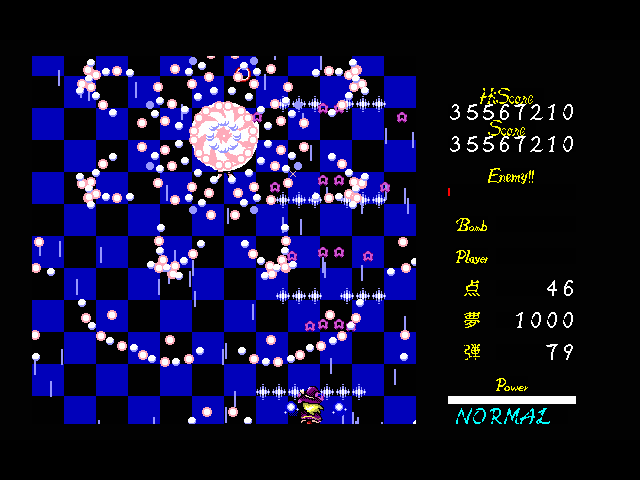 HiScore
35567210
Score
35567210
Enemy!!
Bomb
Player
点 46
夢 1000
弾 79
Power
NORMAL